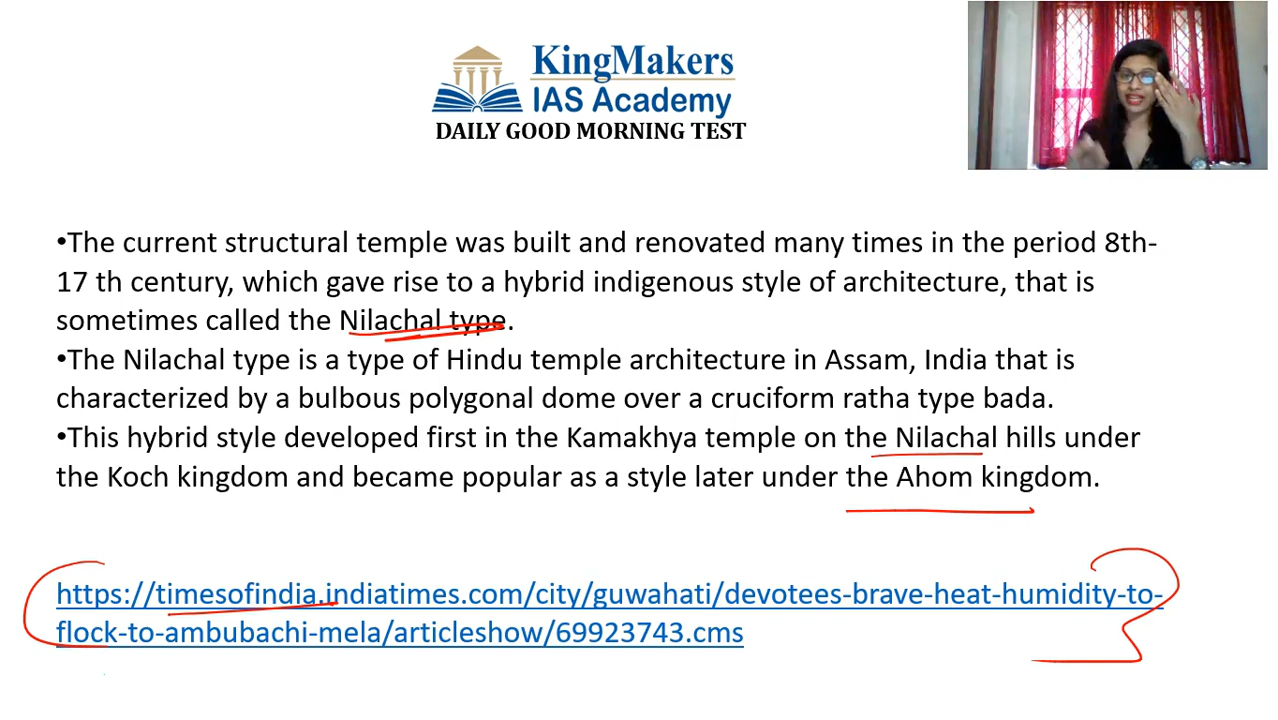 KingMakers
IAS Academy
DAILY GOOD MORNING TEST
•The current structural temple was built and renovated many times in the period 8th-
17 th century, which gave rise to a hybrid indigenous style of architecture, that is
sometimes called the Nilachal type.
•The Nilachal type is a type of Hindu temple architecture in Assam, India that is
characterized by a bulbous polygonal dome over a cruciform ratha type bada.
•This hybrid style developed first in the Kamakhya temple on the Nilachal hills under
the Koch kingdom and became popular as a style later under the Ahom kingdom.
https://timesofindia.indiatimes.com/city/guwahati/devotees-brave-heat-humidity-to-
flock-to-ambubachi-mela/articleshow/69923743.cms